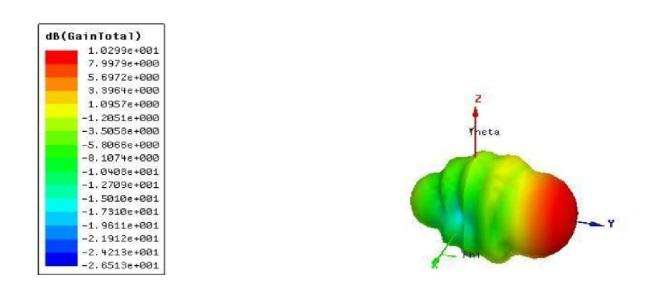 dB(GainTotal)
1.0299e+001
7.9979e+000
5.6972e+000
3.3964e+000
1.0957e+000
-1.2051e+000
-3.5058e+000
-5.8066e+000
-8.1074e+000
-1.0408e+001
-1.2709e+001
-1.5010e+001
-1.7310e+001
-1.9611e+001
-2.1912e+001
-2.4213e+001
-2.6513e+001
Z
Theta
Y
X
Phi